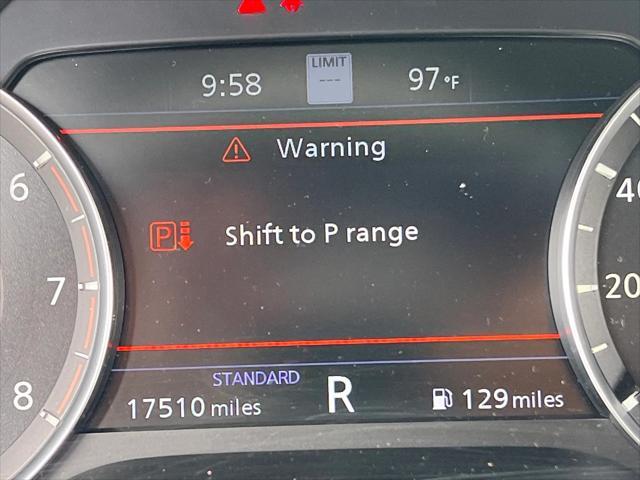 9:58 LIMIT --- 97 °F
Warning
P Shift to P range
6
7
8
40
20
STANDARD
17510 miles R 129 miles